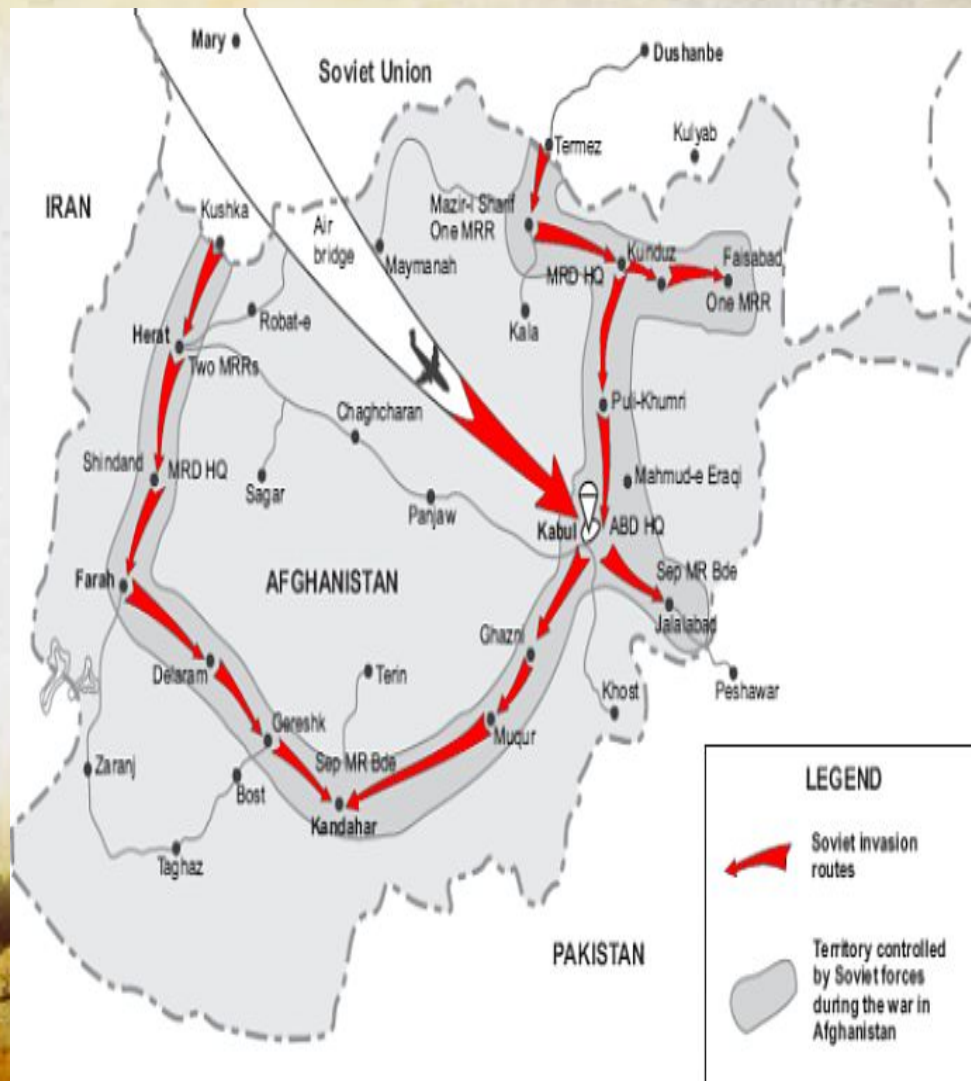 Mary
Soviet Union
Dushanbe
Termez
Kulyab
IRAN
Kushka
Air
bridge
Maymanah
Mazir-i Sharif
One MRR
Kunduz
MRD HQ
Faisabad
One MRR
Robat-e
Kala
Herat
Two MRRs
Puli-Khumri
Chaghcharan
Shindand
MRD HQ
Sagar
Panjaw
Mahmud-e Eraqi
Kabul
ABD HQ
Sep MR Bde
Jalalabad
Farah
AFGHANISTAN
Ghazni
Peshawar
Delaram
Terin
Khost
Muqur
Gereshk
Sep MR Bde
Zaranj
Bost
Kandahar
Taghaz
PAKISTAN
LEGEND
Soviet invasion
routes
Territory controlled
by Soviet forces
during the war in
Afghanistan